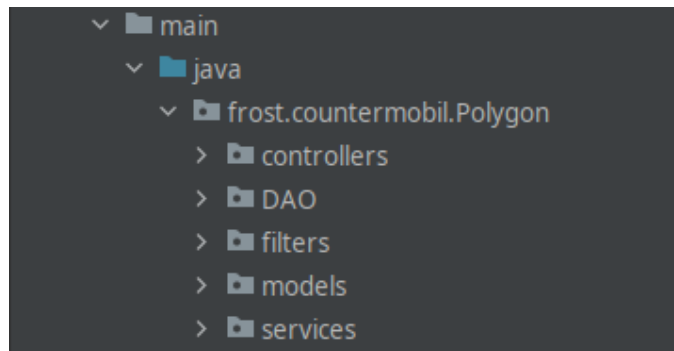 main
java
frost.countermobil.Polygon
controllers
DAO
filters
models
services